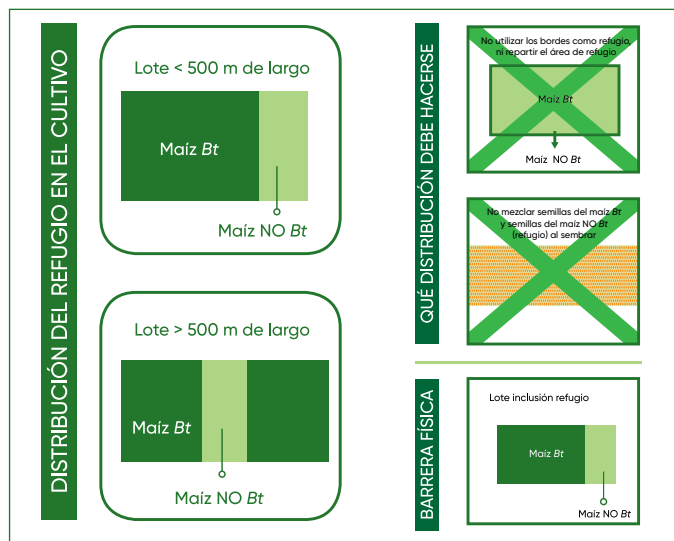 DISTRIBUCIÓN DEL REFUGIO EN EL CULTIVO
Lote < 500 m de largo
Maíz Bt
Maíz NO Bt
Lote > 500 m de largo
Maíz Bt
Maíz NO Bt
QUÉ DISTRIBUCIÓN DEBE HACERSE
No utilizar los bordes como refugio,
ni repartir el área de refugio
Maíz Bt
Maíz NO Bt
No mezclar semillas del maíz Bt
y semillas del maíz NO Bt
(refugio) al sembrar
BARRERA FÍSICA
Lote inclusión refugio
Maíz Bt
Maíz NO Bt